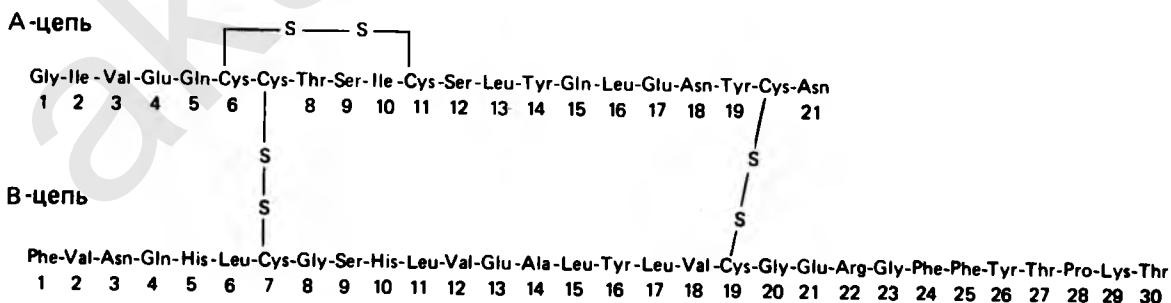 A-цепь
S — S
Gly-Ile-Val-Glu-Gln-Cys-Cys-Thr-Ser-Ile-Cys-Ser-Leu-Tyr-Gln-Leu-Glu-Asn-Tyr-Cys-Asn
1 2 3 4 5 6 8 9 10 11 12 13 14 15 16 17 18 19 21
S S
S S
B-цепь
Phe-Val-Asn-Gln-His-Leu-Cys-Gly-Ser-His-Leu-Val-Glu-Ala-Leu-Tyr-Leu-Val-Cys-Gly-Glu-Arg-Gly-Phe-Phe-Tyr-Thr-Pro-Lys-Thr
1 2 3 4 5 6 7 8 9 10 11 12 13 14 15 16 17 18 19 20 21 22 23 24 25 26 27 28 29 30